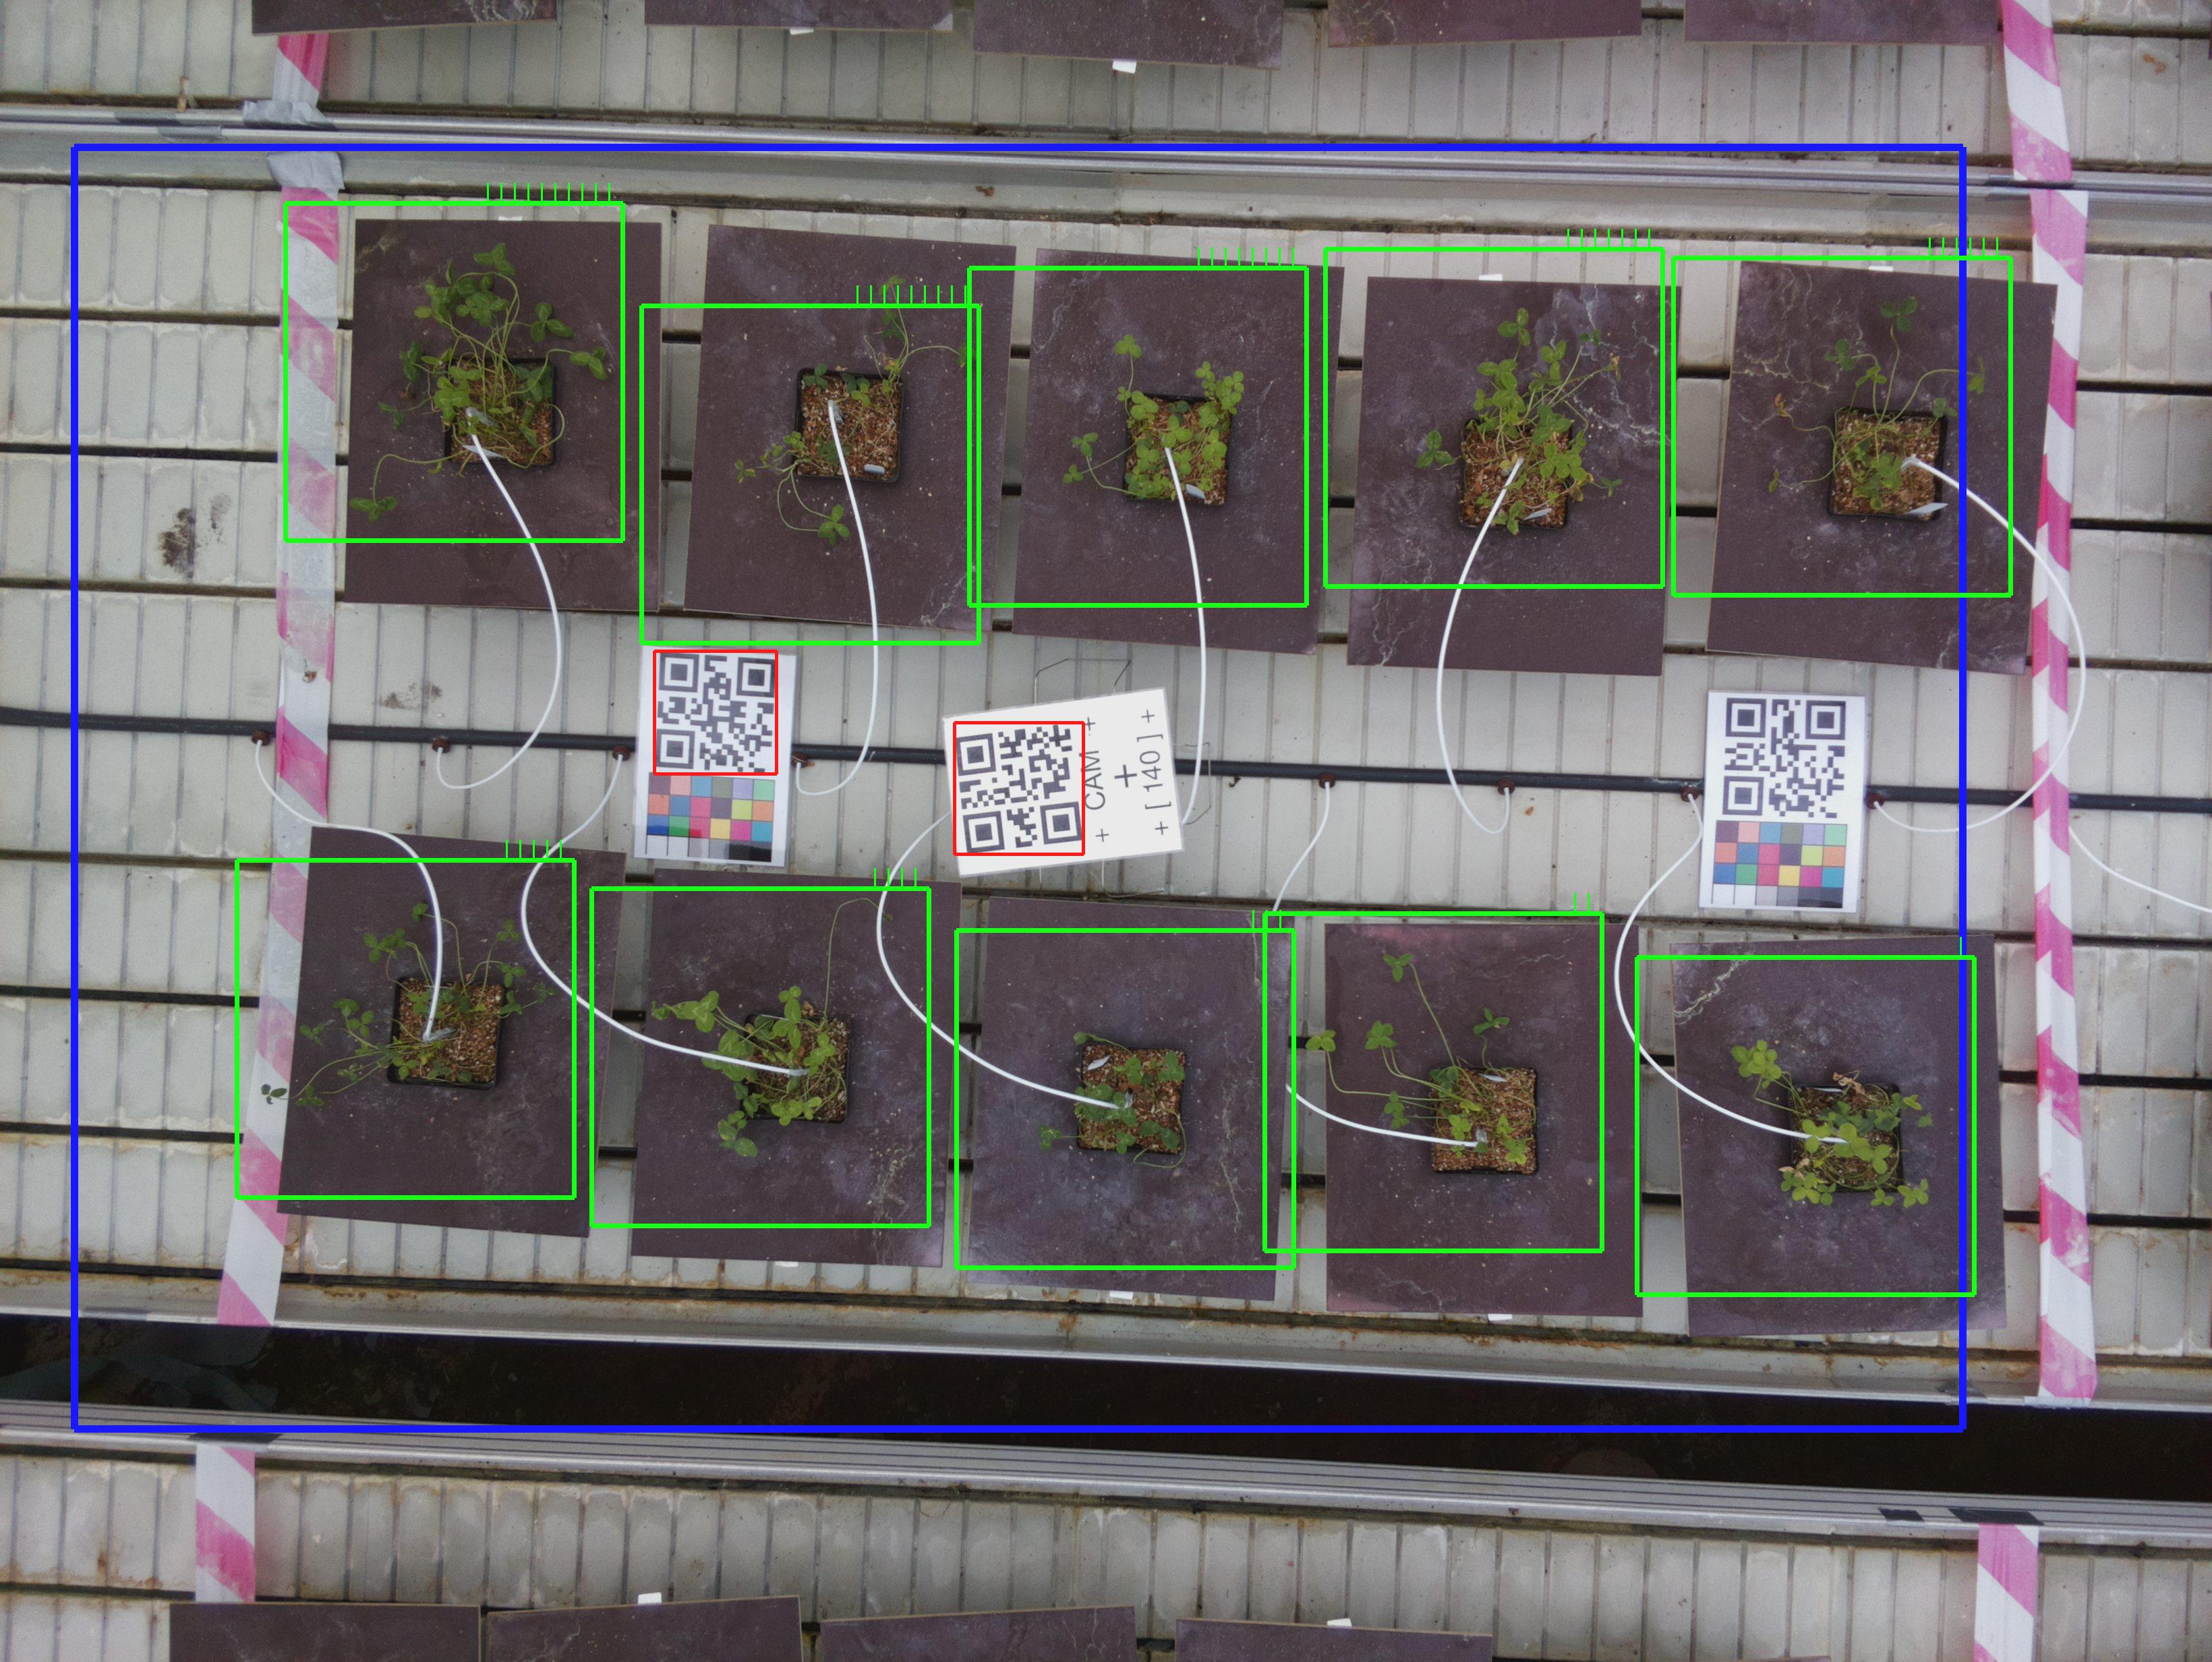 + CAM +
+
+ [ 140 ] +